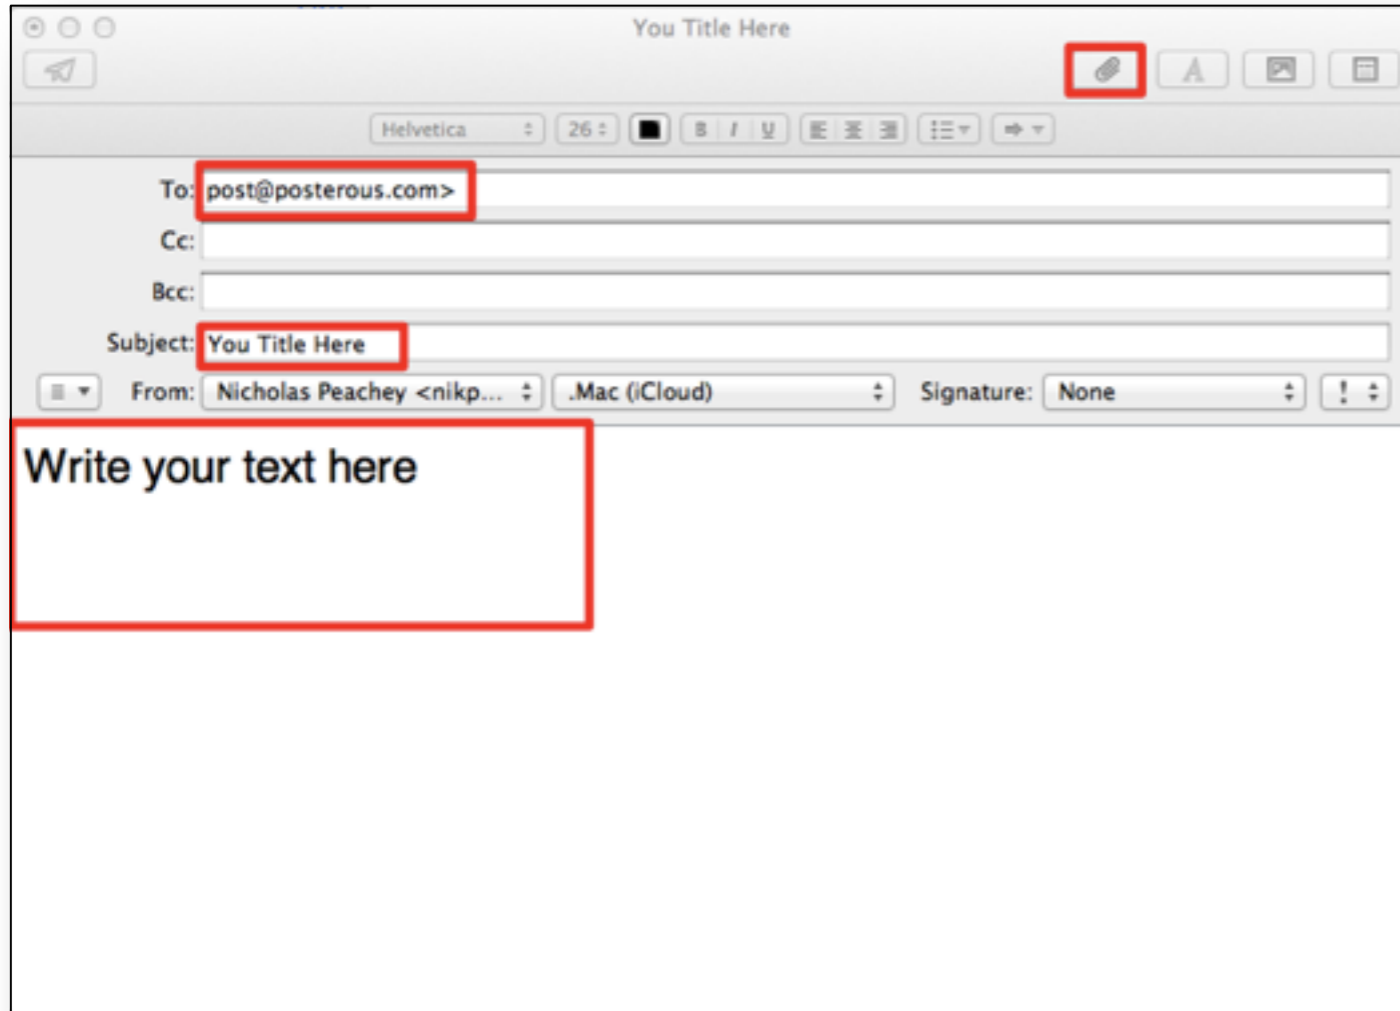 You Title Here
A
Helvetica 26 B I U
To: post@posterous.com>
Cc:
Bcc:
Subject: You Title Here
From: Nicholas Peachey <nikp... .Mac (iCloud) Signature: None !
Write your text here